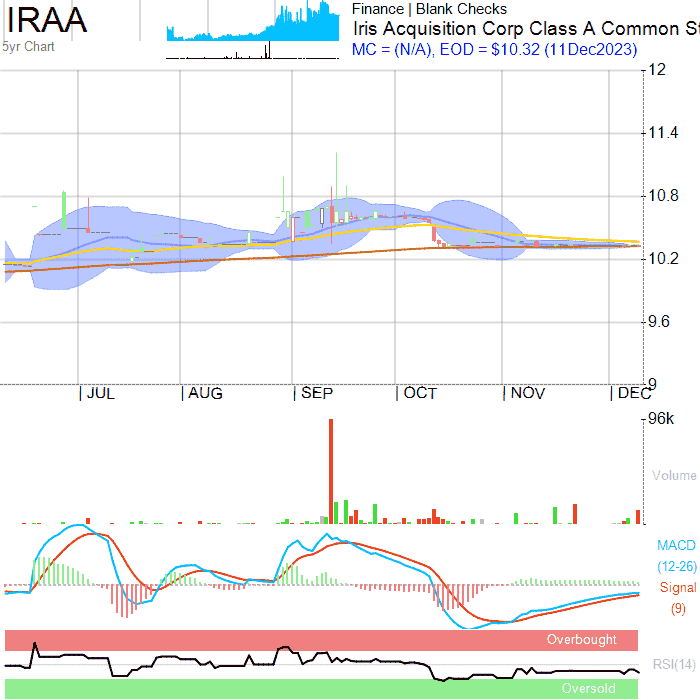 IRAA
5yr Chart
Finance | Blank Checks
Iris Acquisition Corp Class A Common St
MC = (N/A), EOD = $10.32 (11Dec2023)
12
11.4
10.8
10.2
9.6
9
| JUL | AUG | SEP | OCT | NOV | DEC
96k
Volume
MACD
(12-26)
Signal
(9)
Overbought
RSI(14)
Oversold